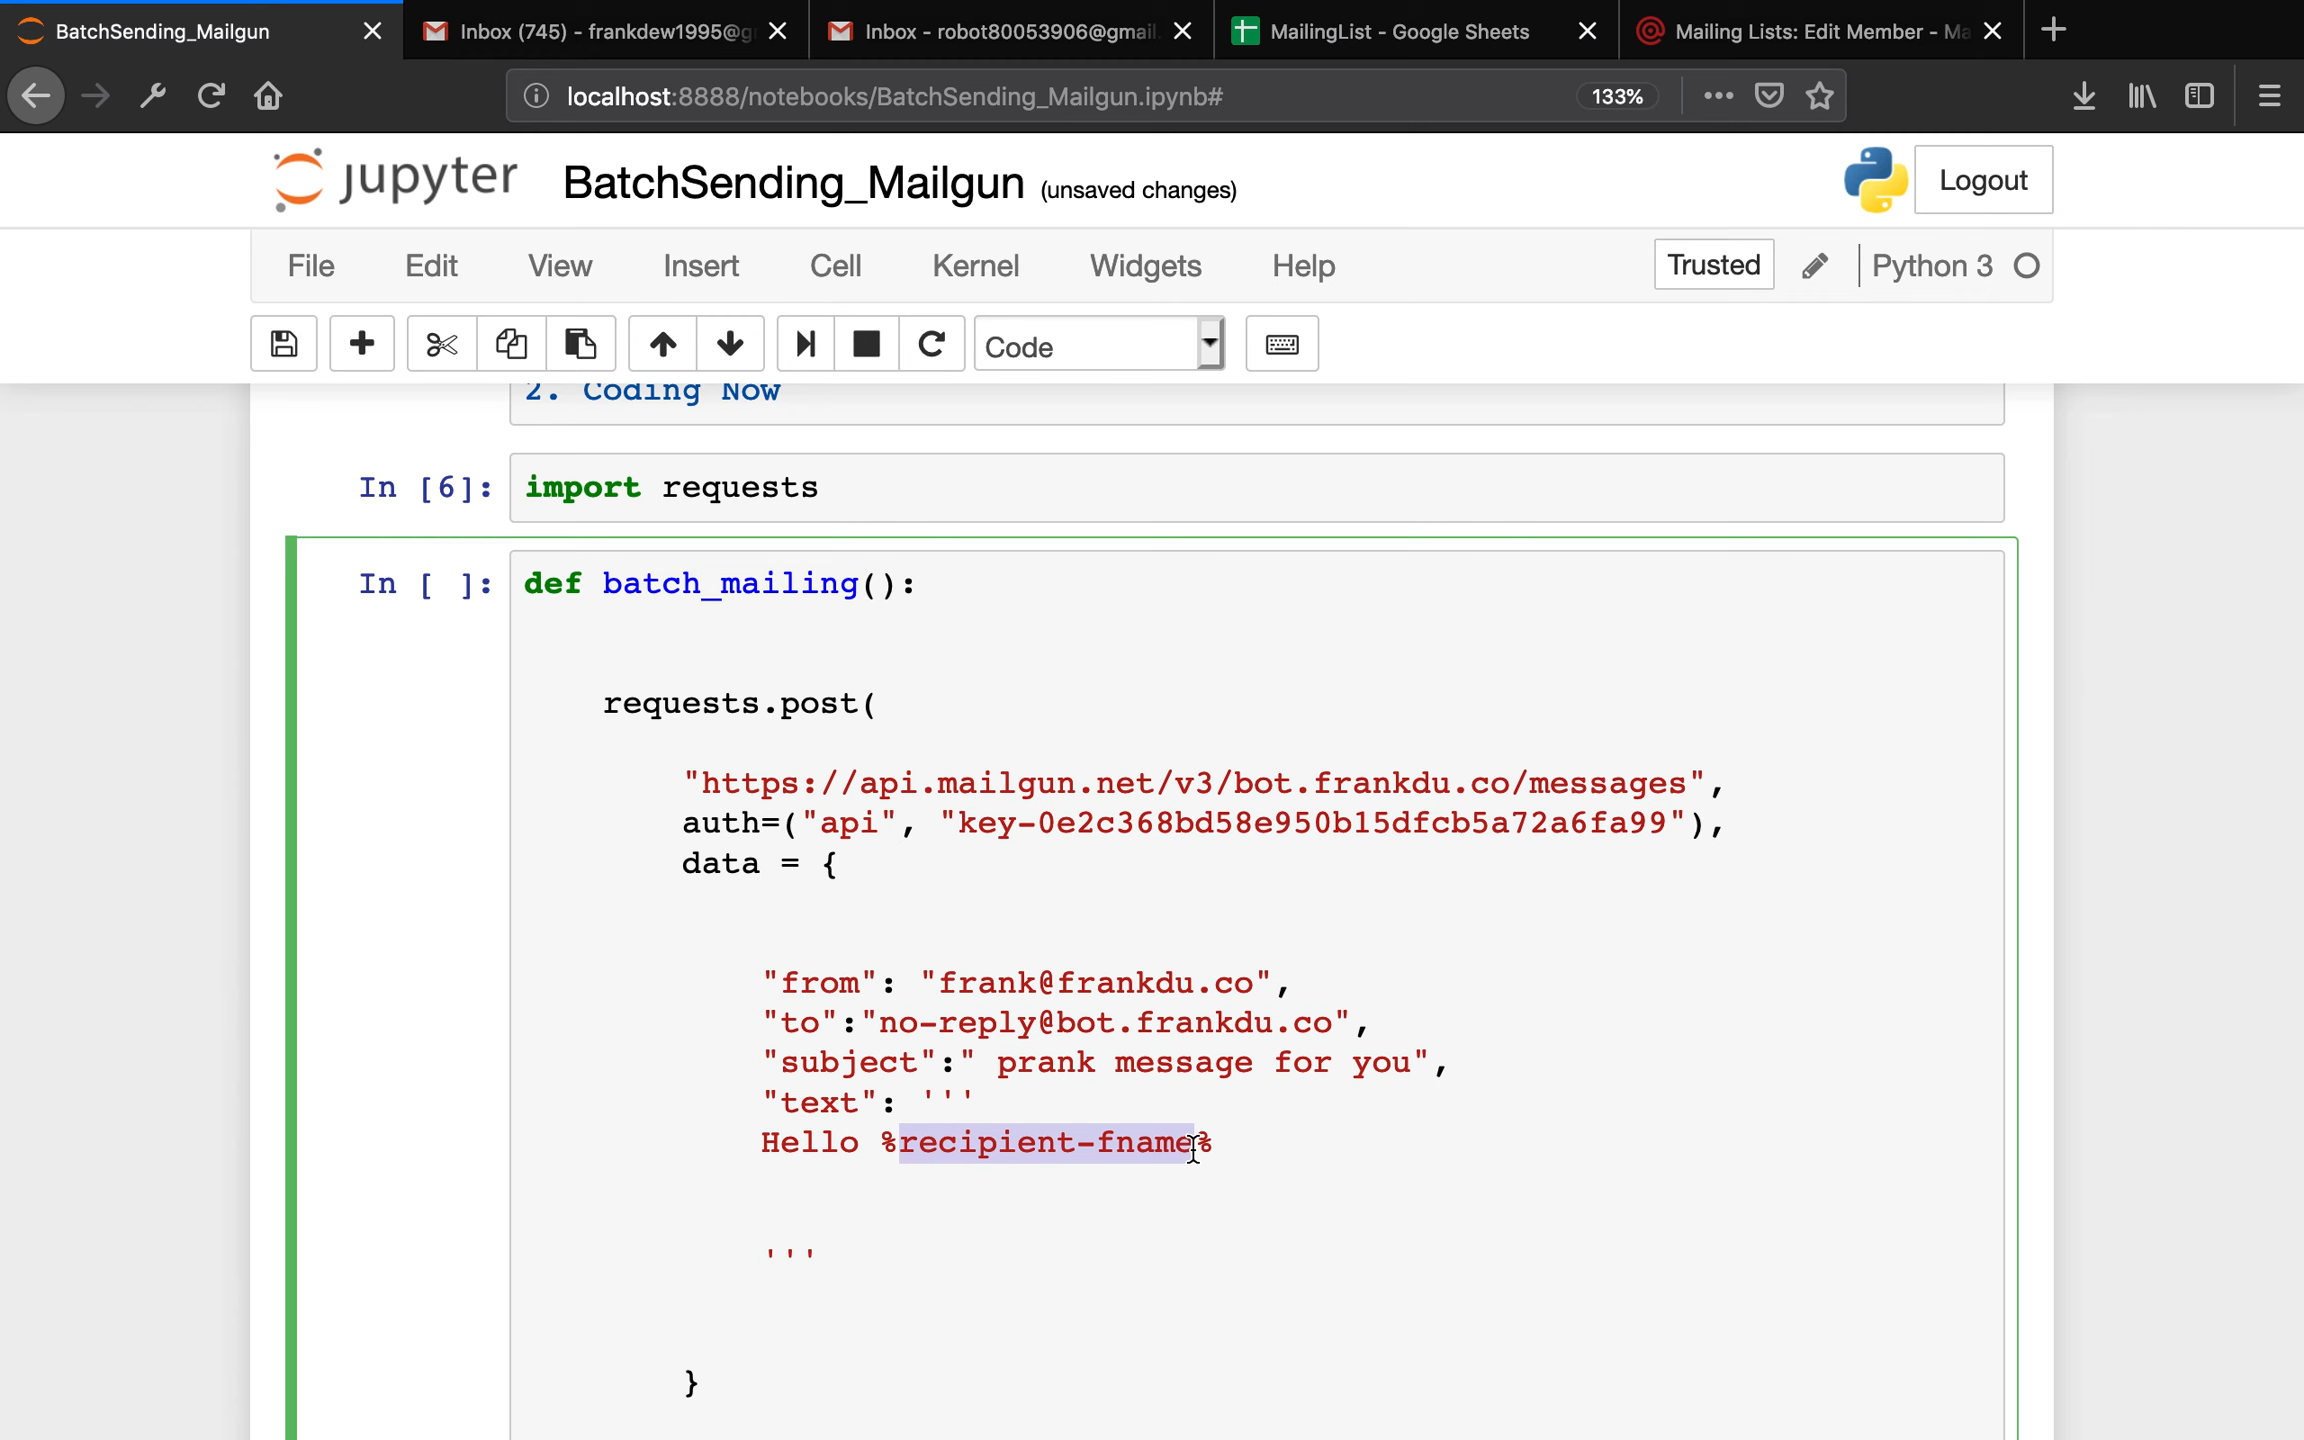 BatchSending_Mailgun
Inbox (745) - frankdew1995@g
Inbox - robot80053906@gmail.
MailingList - Google Sheets
Mailing Lists: Edit Member - Ma
localhost:8888/notebooks/BatchSending_Mailgun.ipynb#
133%
jupyter
BatchSending_Mailgun (unsaved changes)
Logout
File Edit View Insert Cell Kernel Widgets Help
Trusted
Python 3
Code
2. Coding Now
In [6]: import requests
In [ ]: def batch_mailing():
requests.post(
"https://api.mailgun.net/v3/bot.frankdu.co/messages",
auth=("api", "key-0e2c368bd58e950b15dfcb5a72a6fa99"),
data = {
"from": "frank@frankdu.co",
"to":"no-reply@bot.frankdu.co",
"subject":" prank message for you",
"text": '''
Hello %recipient-fname%
'''
}